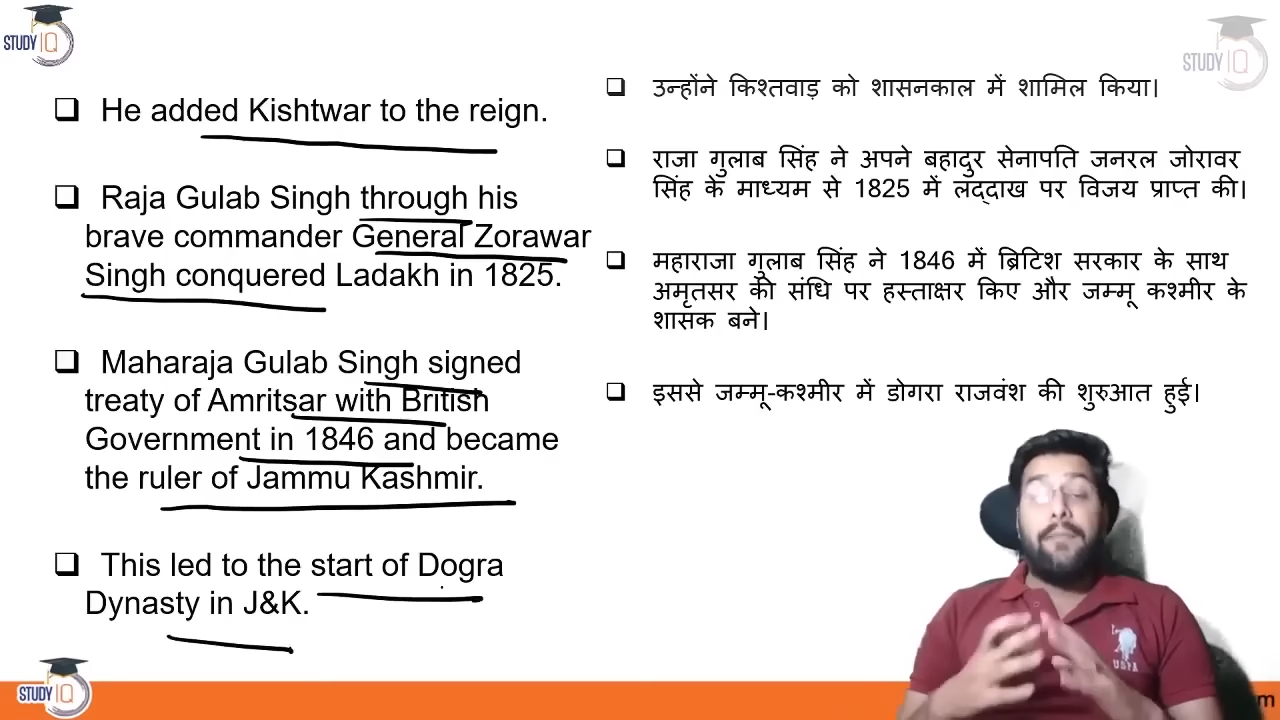 STUDY IQ
STUDY IQ
❑ He added Kishtwar to the reign.
❑ Raja Gulab Singh through his
brave commander General Zorawar
Singh conquered Ladakh in 1825.
❑ Maharaja Gulab Singh signed
treaty of Amritsar with British
Government in 1846 and became
the ruler of Jammu Kashmir.
❑ This led to the start of Dogra
Dynasty in J&K.
❑ उन्होंने किश्तवाड़ को शासनकाल में शामिल किया।
❑ राजा गुलाब सिंह ने अपने बहादुर सेनापति जनरल जोरावर
सिंह के माध्यम से 1825 में लद्दाख पर विजय प्राप्त की।
❑ महाराजा गुलाब सिंह ने 1846 में ब्रिटिश सरकार के साथ
अमृतसर की संधि पर हस्ताक्षर किए और जम्मू कश्मीर के
शासक बने।
❑ इससे जम्मू-कश्मीर में डोगरा राजवंश की शुरुआत हुई।
USPA
STUDY IQ
m